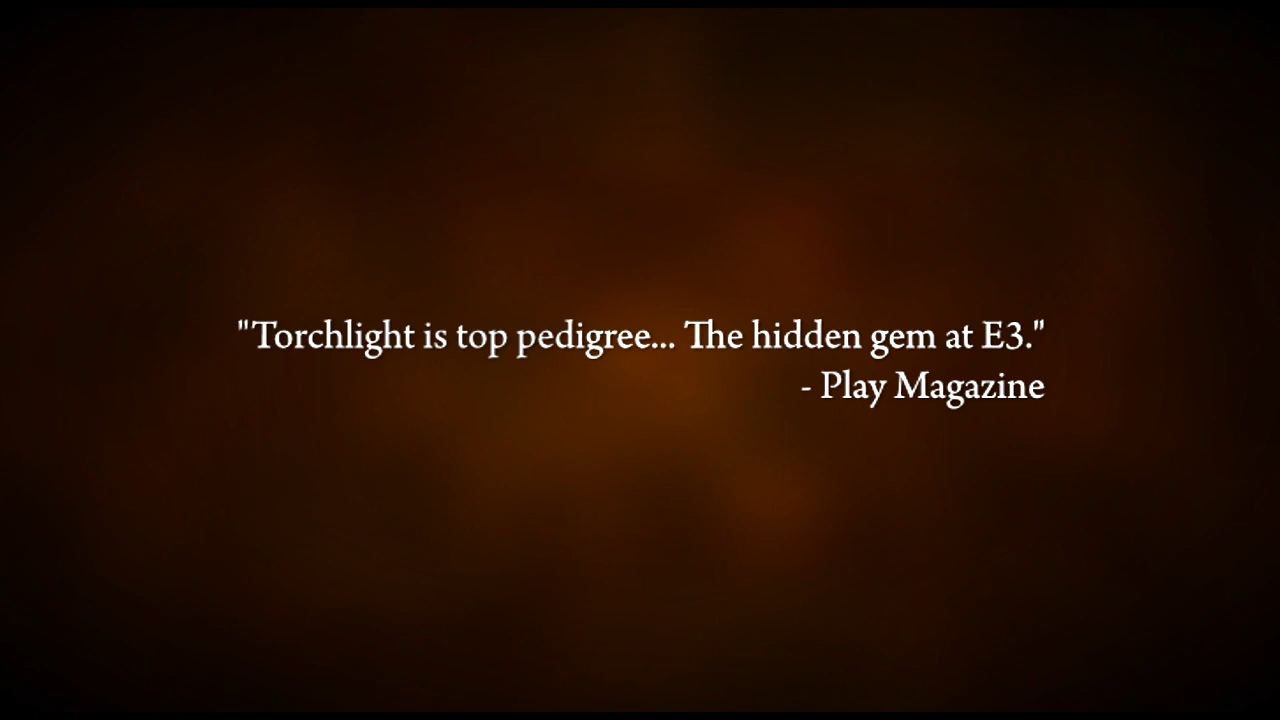 "Torchlight is top pedigree... The hidden gem at E3."
- Play Magazine